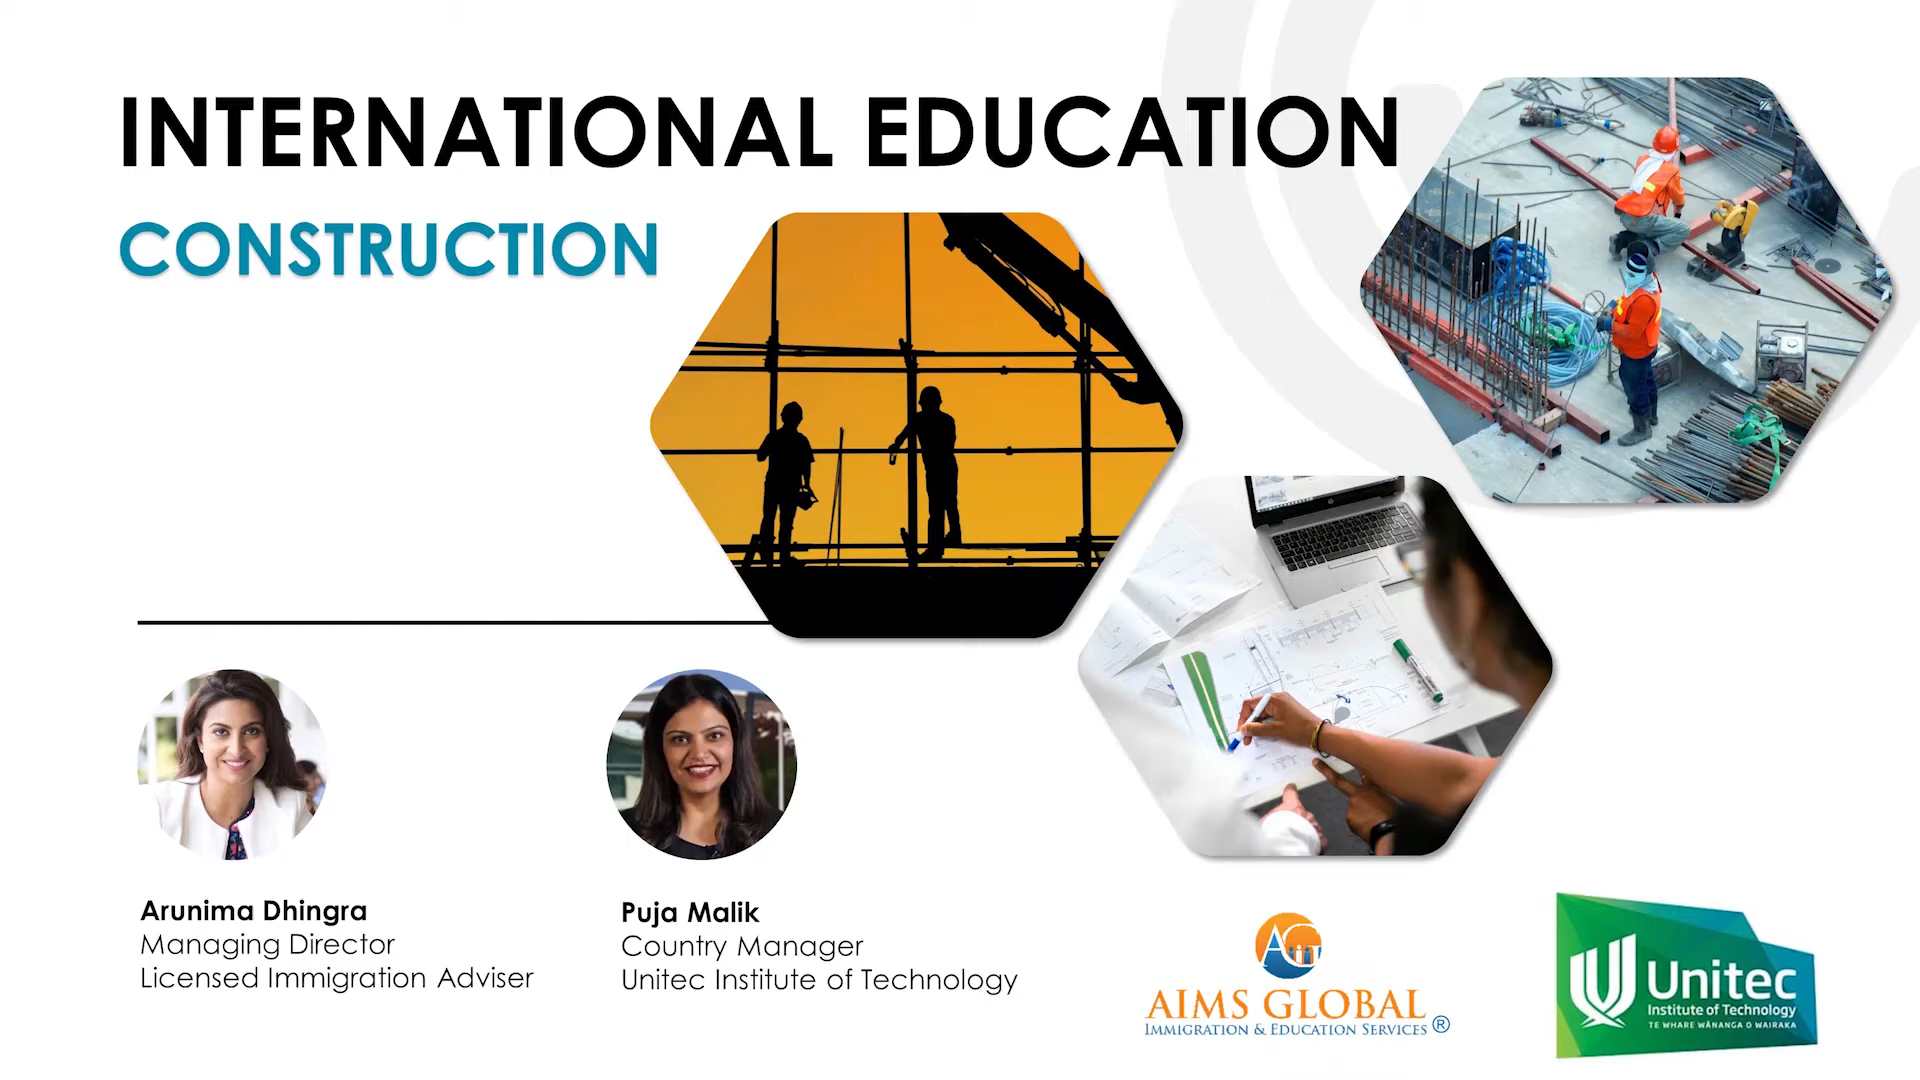 INTERNATIONAL EDUCATION
CONSTRUCTION
Arunima Dhingra
Managing Director
Licensed Immigration Adviser
Puja Malik
Country Manager
Unitec Institute of Technology
AIMS GLOBAL
IMMIGRATION & EDUCATION SERVICES ®
Unitec
Institute of Technology
TE WHARE WĀNANGA O WAIRAKA